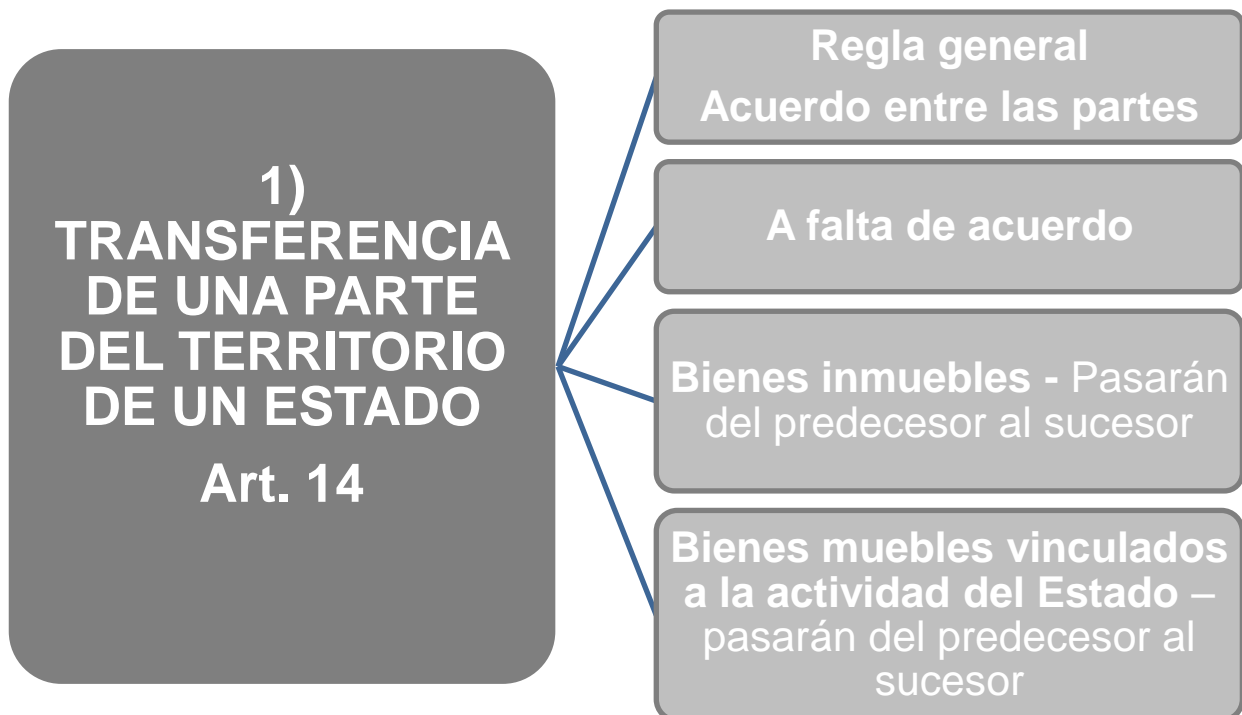 1)
TRANSFERENCIA
DE UNA PARTE
DEL TERRITORIO
DE UN ESTADO
Art. 14
Regla general
Acuerdo entre las partes
A falta de acuerdo
Bienes inmuebles - Pasarán
del predecesor al sucesor
Bienes muebles vinculados
a la actividad del Estado –
pasarán del predecesor al
sucesor